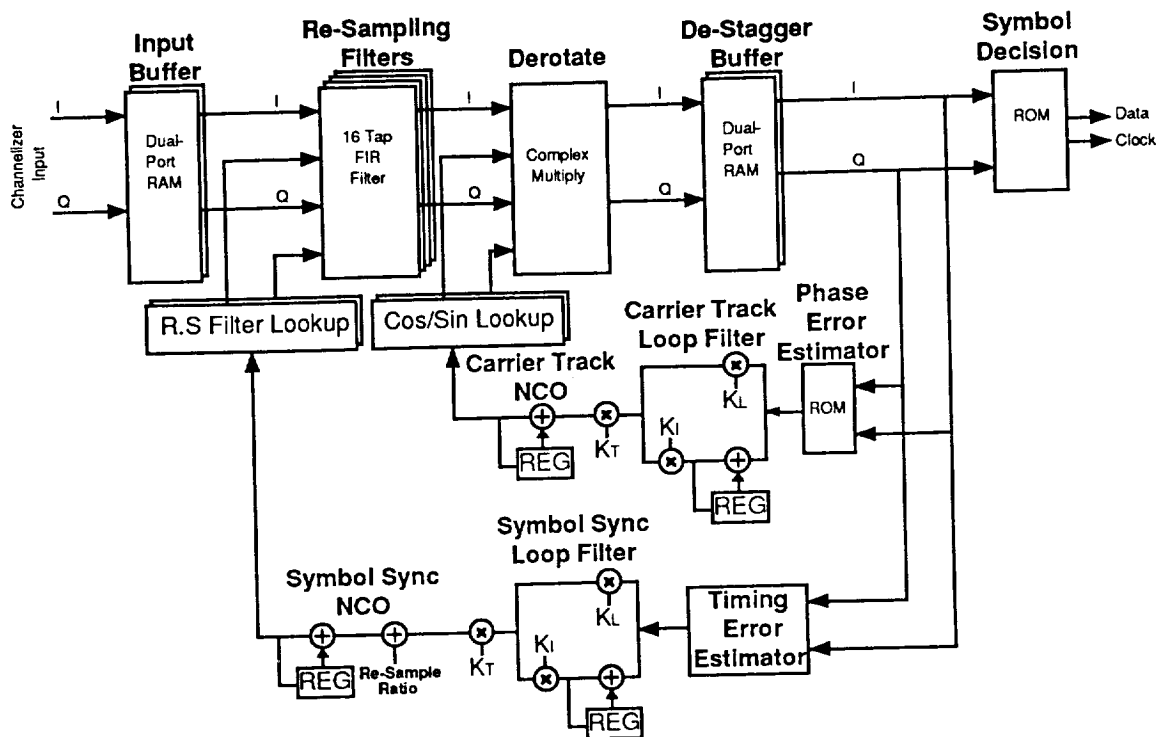 Input
Buffer
Re-Sampling
Filters
Derotate
De-Stagger
Buffer
Symbol
Decision
Channelizer
Input
I
Q
Dual-
Port
RAM
I
Q
16 Tap
FIR
Filter
I
Q
Complex
Multiply
I
Q
Dual-
Port
RAM
I
Q
ROM
Data
Clock
R.S Filter Lookup
Cos/Sin Lookup
Carrier Track
Loop Filter
Phase
Error
Estimator
Carrier Track
NCO
KL
ROM
KI
KT
REG
REG
Symbol Sync
Loop Filter
Symbol Sync
NCO
KL
Timing
Error
Estimator
KI
KT
REG
Re-Sample
Ratio
REG